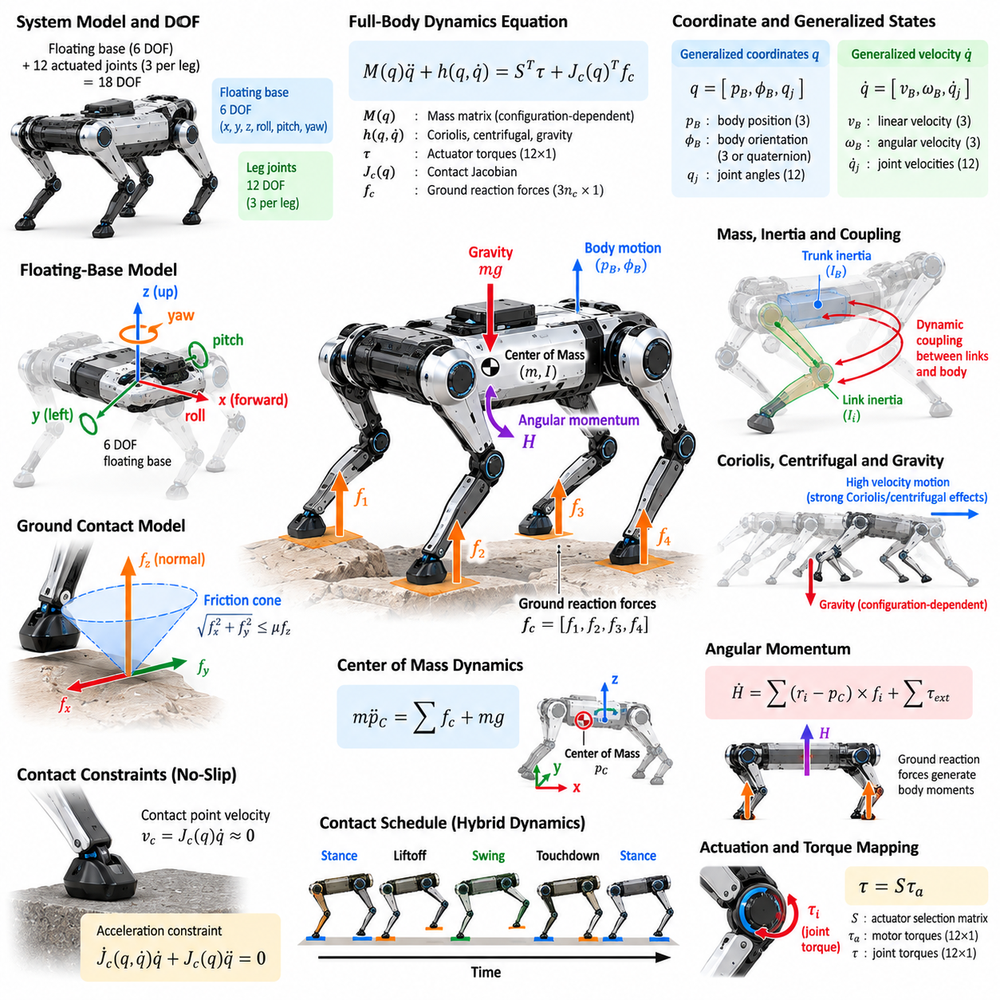 System Model and DOF
Floating base (6 DOF)
+ 12 actuated joints (3 per leg)
= 18 DOF
Floating base
6 DOF
(x, y, z, roll, pitch, yaw)
Leg joints
12 DOF
(3 per leg)
Full-Body Dynamics Equation
M(q)q̈ + h(q, q̇) = Sᵀτ + J_c(q)ᵀf_c
M(q) : Mass matrix (configuration-dependent)
h(q, q̇) : Coriolis, centrifugal, gravity
τ : Actuator torques (12×1)
J_c(q) : Contact Jacobian
f_c : Ground reaction forces (3n_c × 1)
Coordinate and Generalized States
Generalized coordinates q
q = [ p_B, ϕ_B, q_j ]
p_B : body position (3)
ϕ_B : body orientation
(3 or quaternion)
q_j : joint angles (12)
Generalized velocity q̇
q̇ = [ v_B, ω_B, q̇_j ]
v_B : linear velocity (3)
ω_B : angular velocity (3)
q̇_j : joint velocities (12)
Floating-Base Model
z (up)
yaw
pitch
x (forward)
roll
y (left)
6 DOF
floating base
Gravity
mg
Body motion
(p_B, ϕ_B)
Center of Mass
(m, I)
Angular momentum
H
f₁
f₂
f₃
f₄
Ground reaction forces
f_c = [f₁, f₂, f₃, f₄]
Mass, Inertia and Coupling
Trunk inertia
(I_B)
Dynamic
coupling
between links
and body
Link inertia
(I_i)
Coriolis, Centrifugal and Gravity
High velocity motion
(strong Coriolis/centrifugal effects)
Gravity (configuration-dependent)
Ground Contact Model
f_z (normal)
Friction cone
√(f_x² + f_y²) ≤ μf_z
f_y
f_x
Center of Mass Dynamics
mp̈_C = ∑ f_c + mg
z
Center of Mass
p_C
y
x
Angular Momentum
Ḣ = ∑ (r_i − p_C) × f_i + ∑ τ_ext
H
Ground reaction
forces generate
body moments
Contact Constraints (No-Slip)
Contact point velocity
v_c = J_c(q)q̇ ≈ 0
Acceleration constraint
J̇_c(q, q̇)q̇ + J_c(q)q̈ = 0
Contact Schedule (Hybrid Dynamics)
Stance
Liftoff
Swing
Touchdown
Stance
Time
Actuation and Torque Mapping
τ_i
(joint
torque)
τ = Sτ_a
S : actuator selection matrix
τ_a : motor torques (12×1)
τ : joint torques (12×1)